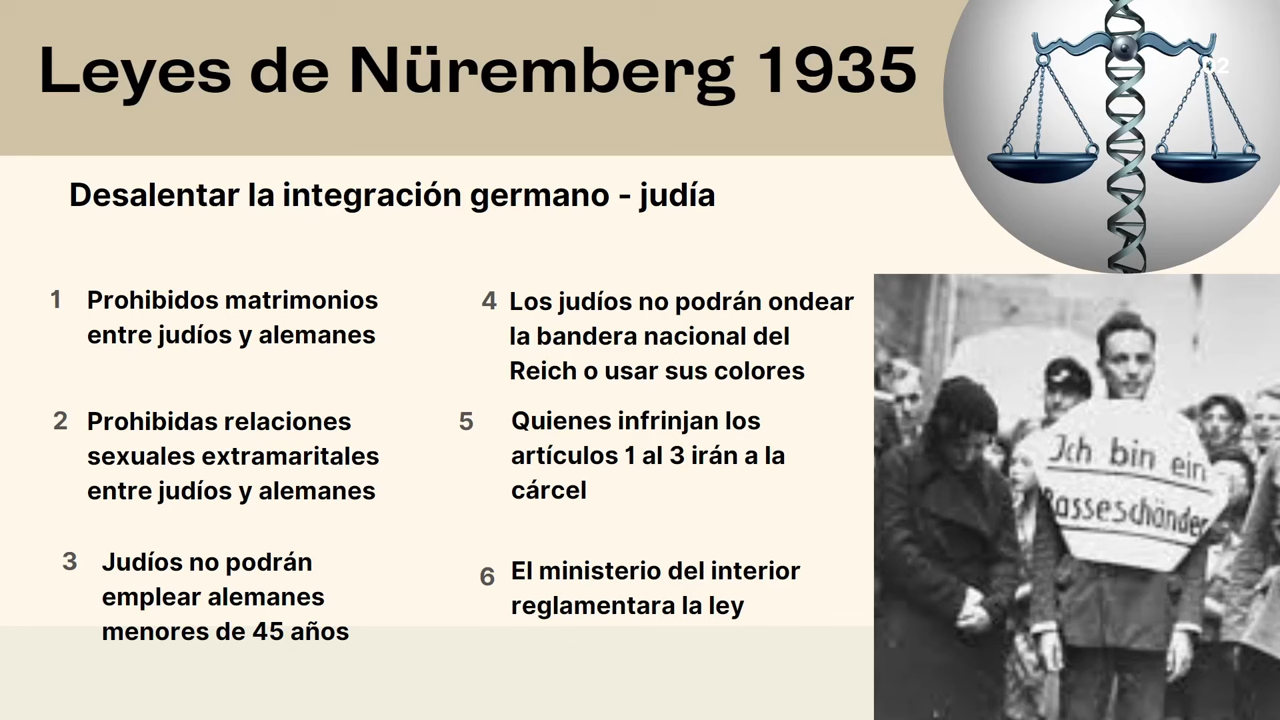 Leyes de Nüremberg 1935
02
Desalentar la integración germano - judía
1 Prohibidos matrimonios
entre judíos y alemanes
2 Prohibidas relaciones
sexuales extramaritales
entre judíos y alemanes
3 Judíos no podrán
emplear alemanes
menores de 45 años
4 Los judíos no podrán ondear
la bandera nacional del
Reich o usar sus colores
5 Quienes infrinjan los
artículos 1 al 3 irán a la
cárcel
6 El ministerio del interior
reglamentara la ley
Ich bin ein
Rasseschänder